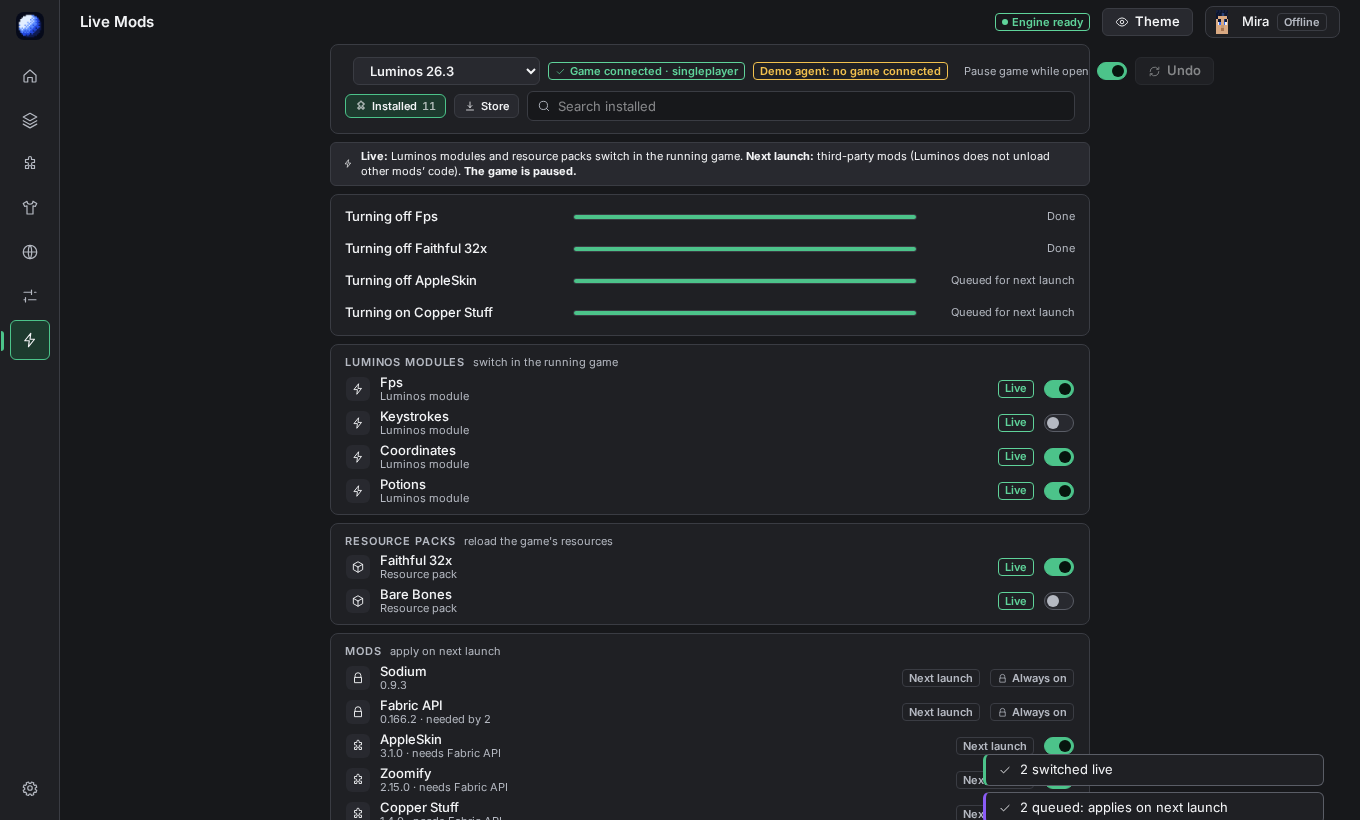 Live Mods
Engine ready
Theme
Mira
Offline
Luminos 26.3
Game connected · singleplayer
Demo agent: no game connected
Pause game while open
Undo
Installed 11
Store
Search installed
Live: Luminos modules and resource packs switch in the running game. Next launch: third-party mods (Luminos does not unload
other mods' code). The game is paused.
Turning off Fps
Done
Turning off Faithful 32x
Done
Turning off AppleSkin
Queued for next launch
Turning on Copper Stuff
Queued for next launch
LUMINOS MODULES switch in the running game
Fps
Luminos module
Live
Keystrokes
Luminos module
Live
Coordinates
Luminos module
Live
Potions
Luminos module
Live
RESOURCE PACKS reload the game's resources
Faithful 32x
Resource pack
Live
Bare Bones
Resource pack
Live
MODS apply on next launch
Sodium
0.9.3
Next launch
Always on
Fabric API
0.166.2 · needed by 2
Next launch
Always on
AppleSkin
3.1.0 · needs Fabric API
Next launch
Zoomify
2.15.0 · needs Fabric API
Copper Stuff
2 switched live
2 queued: applies on next launch